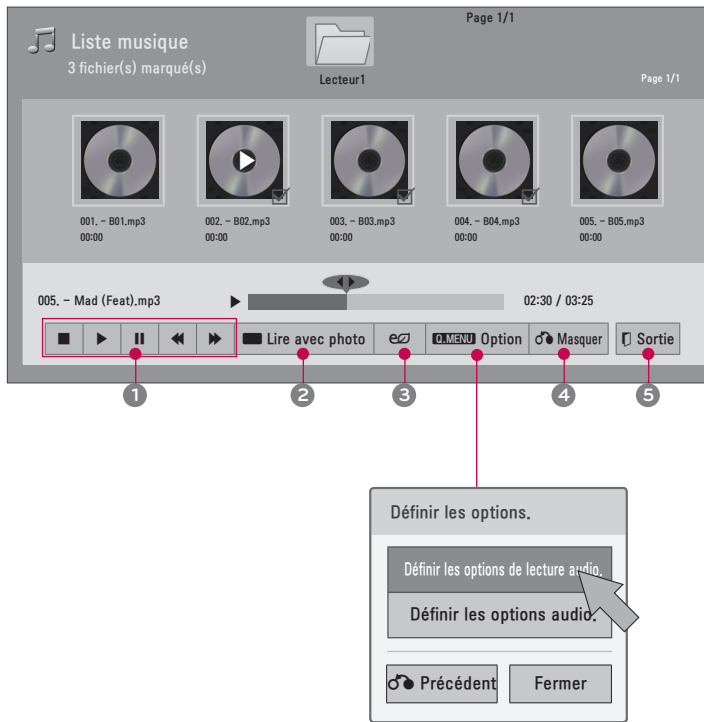 Page 1/1
Liste musique
3 fichier(s) marqué(s)
Lecteur1
Page 1/1
001. - B01.mp3
00:00
002. - B02.mp3
00:00
003. - B03.mp3
00:00
004. - B04.mp3
00:00
005. - B05.mp3
00:00
005. - Mad (Feat).mp3
02:30 / 03:25
Lire avec photo
Q.MENU Option
Masquer
Sortie
1
2
3
4
5
Définir les options.
Définir les options de lecture audio.
Définir les options audio.
Précédent
Fermer